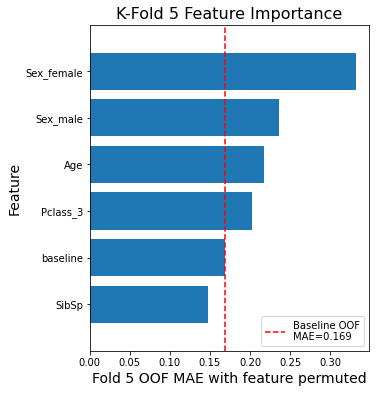 K-Fold 5 Feature Importance
Feature
Sex_female
Sex_male
Age
Pclass_3
baseline
SibSp
Baseline OOF
MAE=0.169
0.00 0.05 0.10 0.15 0.20 0.25 0.30
Fold 5 OOF MAE with feature permuted